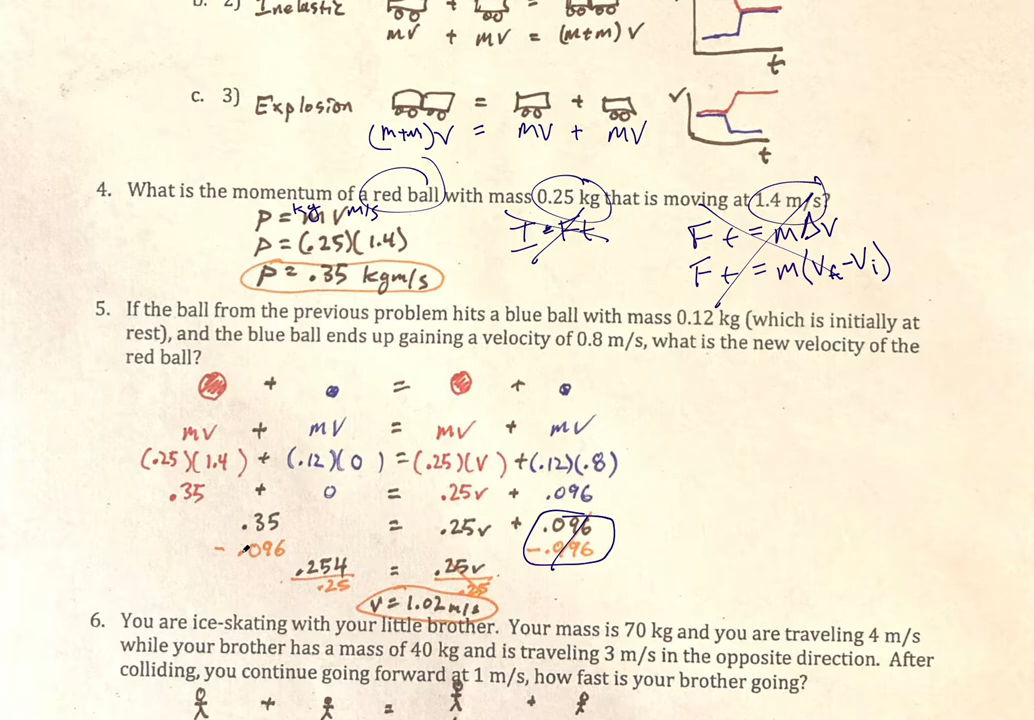 Inelastic
mv + mv = (m+m) v
t
c. 3) Explosion = +
(m+m)v = mv + mv
v
t
4. What is the momentum of a red ball with mass 0.25 kg that is moving at 1.4 m/s?
P = m v kg m/s
P = (.25)(1.4)
P = .35 kgm/s
I = Ft
Ft = mΔv
Ft = m(Vf-Vi)
5. If the ball from the previous problem hits a blue ball with mass 0.12 kg (which is initially at
rest), and the blue ball ends up gaining a velocity of 0.8 m/s, what is the new velocity of the
red ball?
+ = +
mv + mv = mv + mv
(.25)(1.4) + (.12)(0) = (.25)(v) + (.12)(.8)
.35 + 0 = .25v + .096
.35 = .25v + .096
- .096 -.096
.254 = .25v
.25 .25
v = 1.02 m/s
6. You are ice-skating with your little brother. Your mass is 70 kg and you are traveling 4 m/s
while your brother has a mass of 40 kg and is traveling 3 m/s in the opposite direction. After
colliding, you continue going forward at 1 m/s, how fast is your brother going?
+ = +